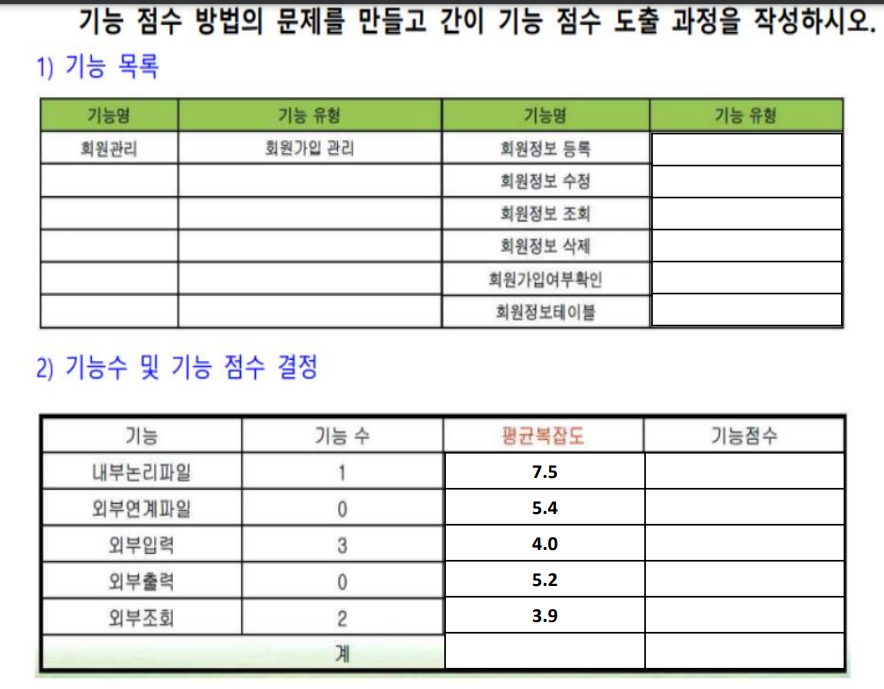 기능 점수 방법의 문제를 만들고 간이 기능 점수 도출 과정을 작성하시오.
1) 기능 목록
기능명 기능 유형 기능명 기능 유형
회원관리 회원가입 관리 회원정보 등록
회원정보 수정
회원정보 조회
회원정보 삭제
회원가입여부확인
회원정보테이블
2) 기능수 및 기능 점수 결정
기능 기능 수 평균복잡도 기능점수
내부논리파일 1 7.5
외부연계파일 0 5.4
외부입력 3 4.0
외부출력 0 5.2
외부조회 2 3.9
계